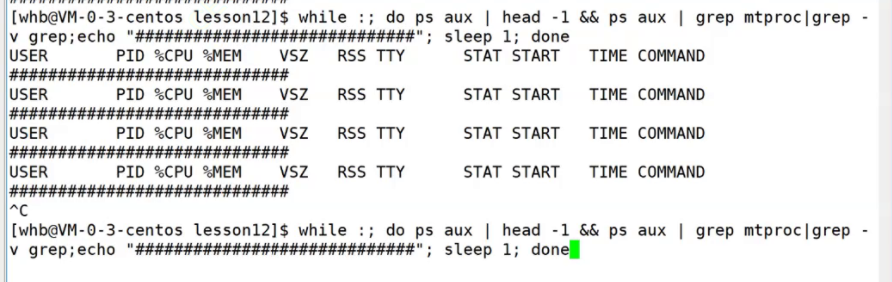 ##############################
[whb@VM-0-3-centos lesson12]$ while :; do ps aux | head -1 && ps aux | grep mtproc|grep -
v grep;echo "#############################"; sleep 1; done
USER       PID %CPU %MEM    VSZ   RSS TTY      STAT START   TIME COMMAND
#############################
USER       PID %CPU %MEM    VSZ   RSS TTY      STAT START   TIME COMMAND
#############################
USER       PID %CPU %MEM    VSZ   RSS TTY      STAT START   TIME COMMAND
#############################
USER       PID %CPU %MEM    VSZ   RSS TTY      STAT START   TIME COMMAND
#############################
^C
[whb@VM-0-3-centos lesson12]$ while :; do ps aux | head -1 && ps aux | grep mtproc|grep -
v grep;echo "#############################"; sleep 1; done